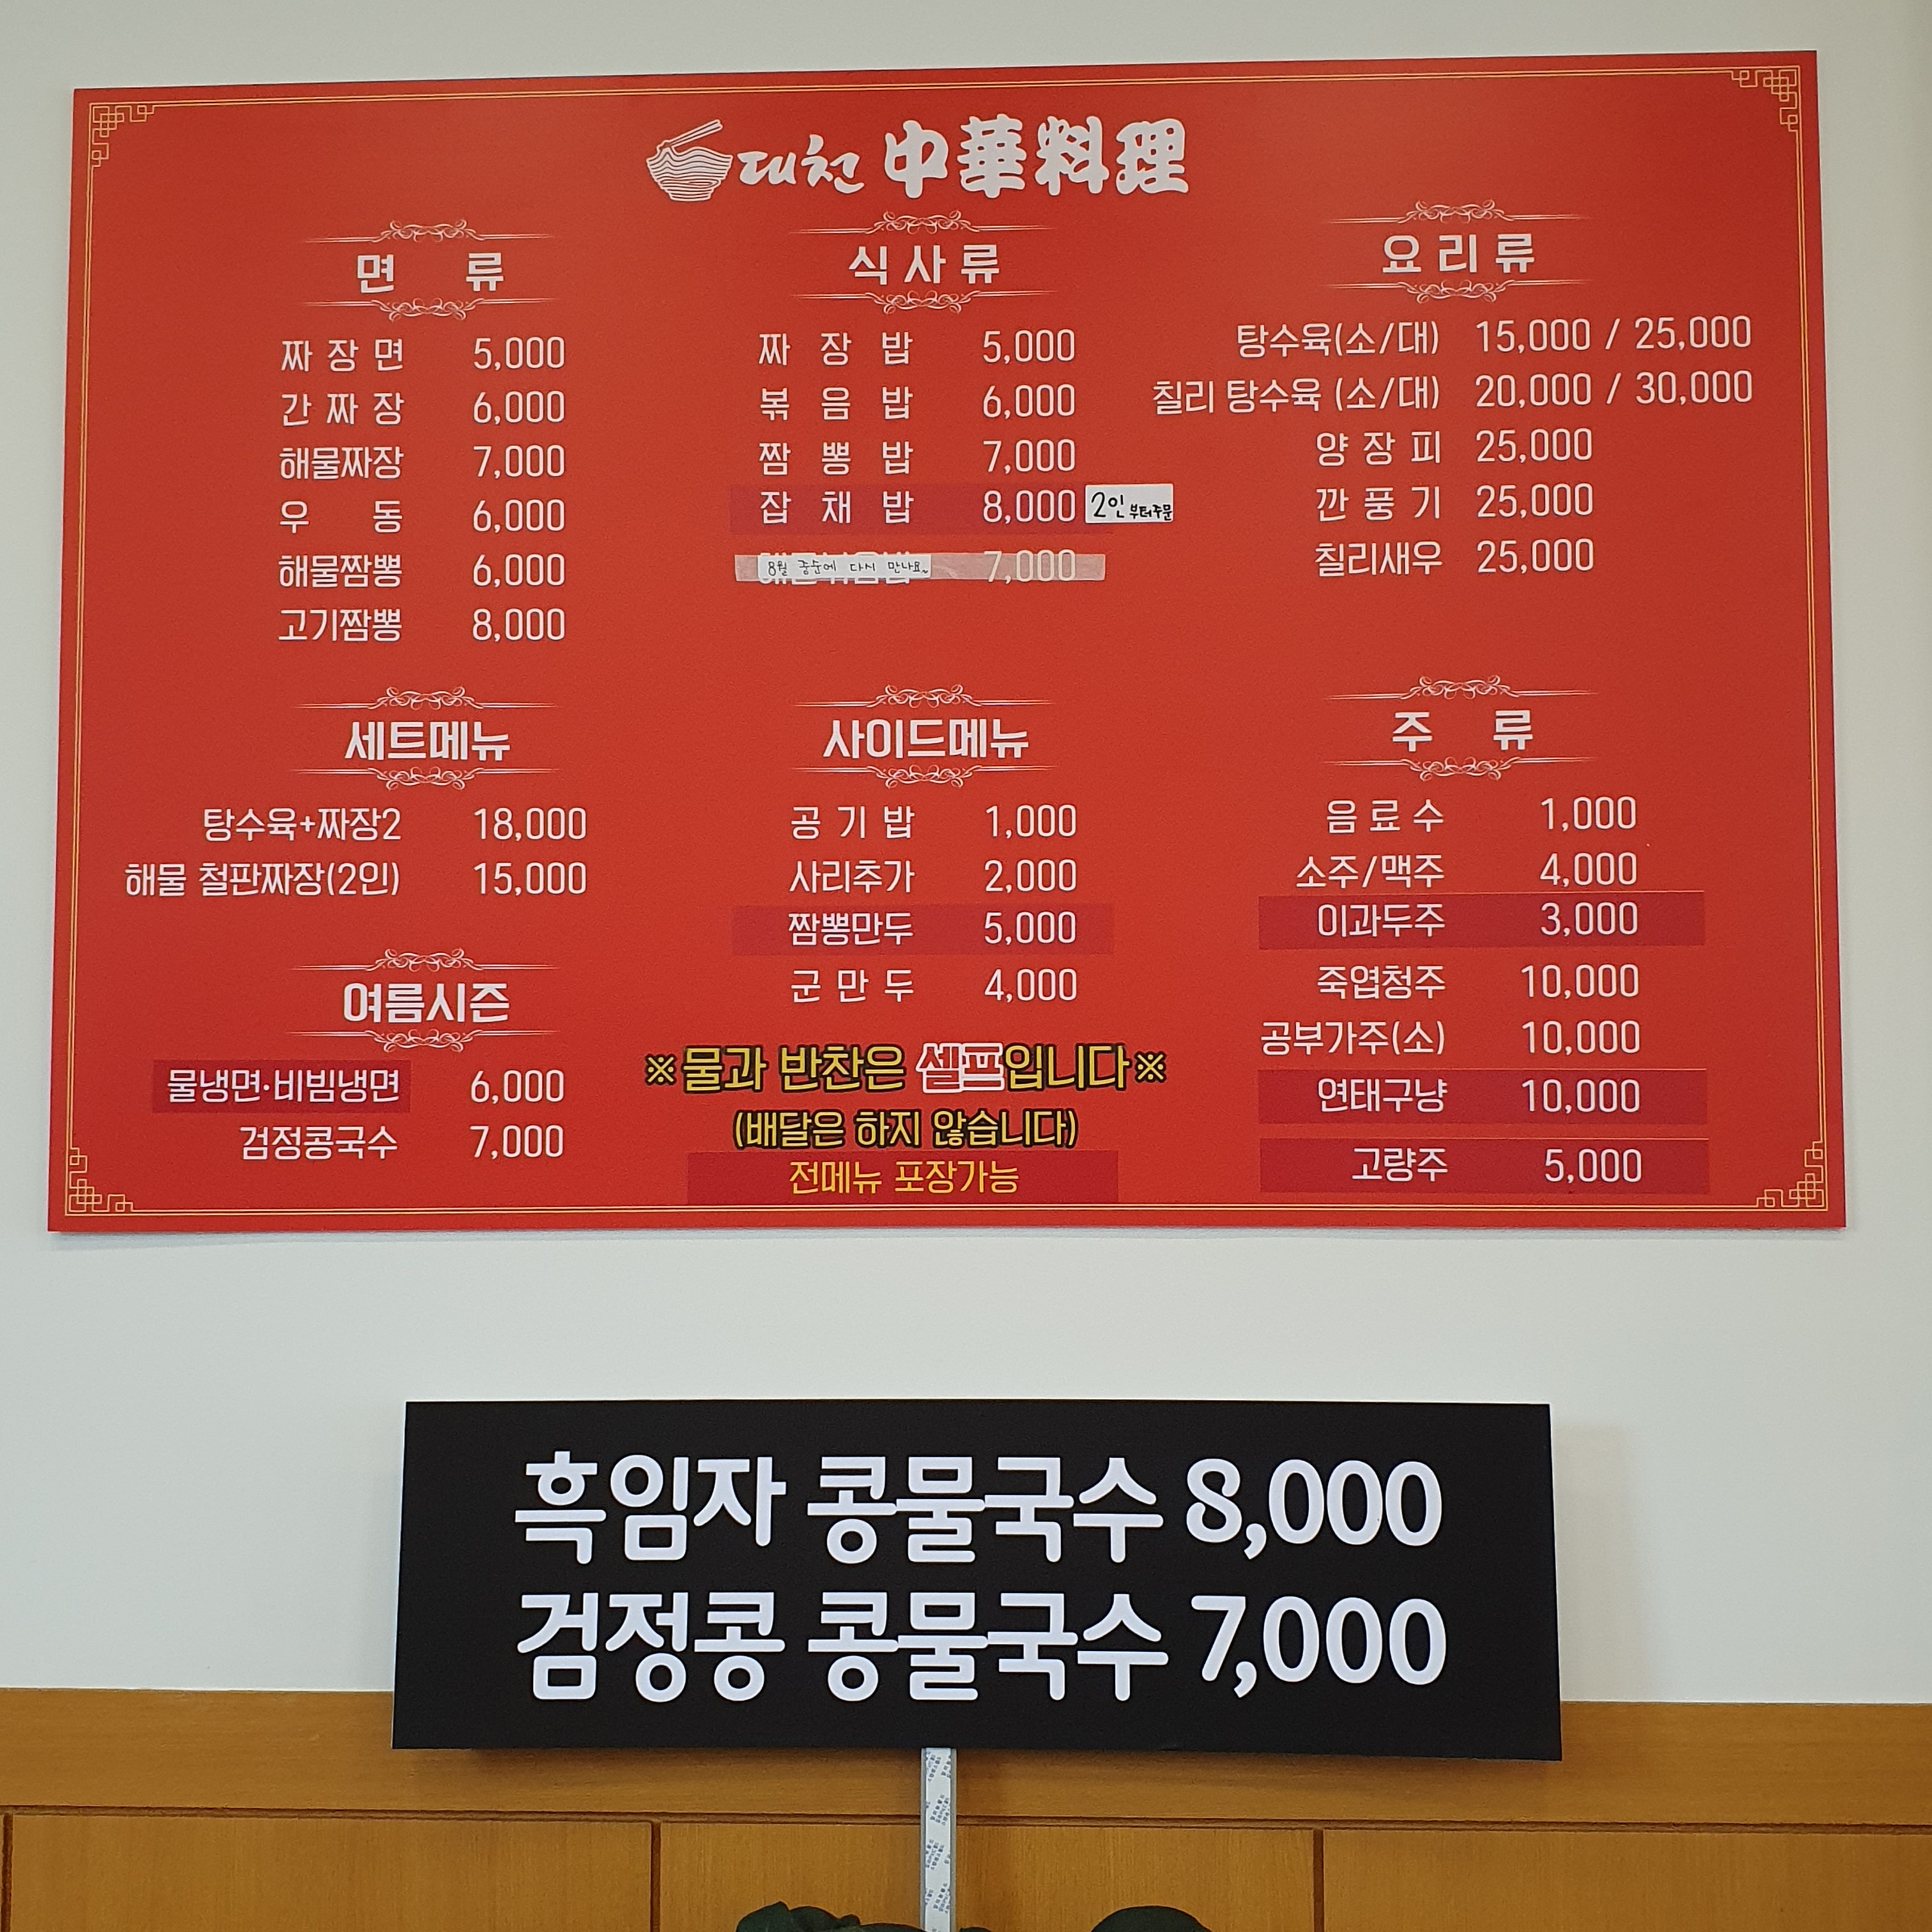 대천 中華料理
면 류
짜장면 5,000
간짜장 6,000
해물짜장 7,000
우동 6,000
해물짬뽕 6,000
고기짬뽕 8,000
식사류
짜장밥 5,000
볶음밥 6,000
짬뽕밥 7,000
잡채밥 8,000 2인 부터주문
8월 중순에 다시 만나요~ 7,000
요리류
탕수육(소/대) 15,000 / 25,000
칠리 탕수육 (소/대) 20,000 / 30,000
양장피 25,000
깐풍기 25,000
칠리새우 25,000
세트메뉴
탕수육+짜장2 18,000
해물 철판짜장(2인) 15,000
여름시즌
물냉면·비빔냉면 6,000
검정콩국수 7,000
사이드메뉴
공기밥 1,000
사리추가 2,000
짬뽕만두 5,000
군만두 4,000
※물과 반찬은 셀프입니다※
(배달은 하지 않습니다)
전메뉴 포장가능
주 류
음료수 1,000
소주/맥주 4,000
이과두주 3,000
죽엽청주 10,000
공부가주(소) 10,000
연태구냥 10,000
고량주 5,000
흑임자 콩물국수 8,000
검정콩 콩물국수 7,000